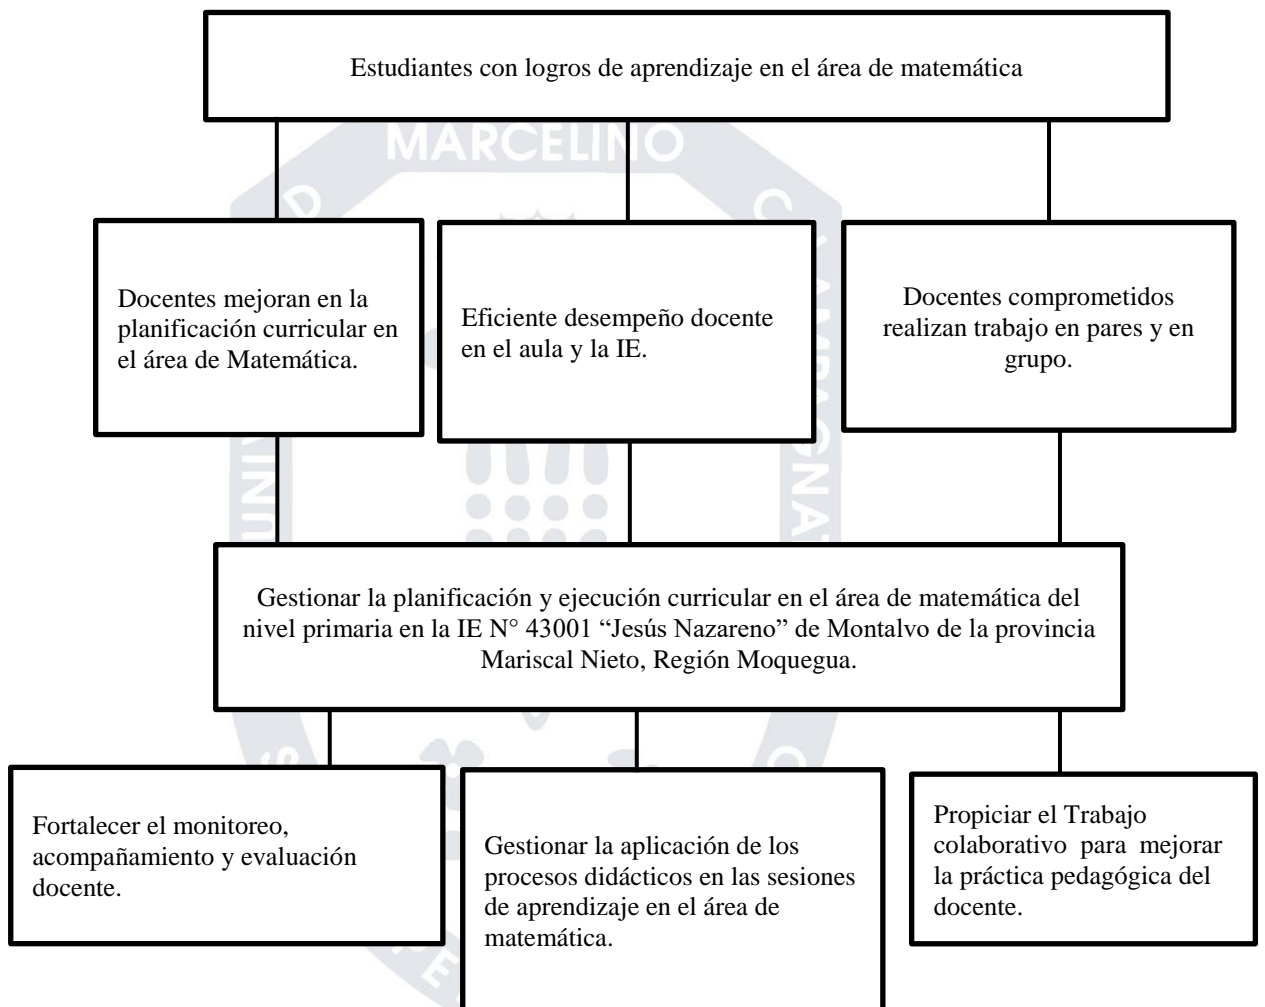 Estudiantes con logros de aprendizaje en el área de matemática
MARCELINO
Docentes mejoran en la
planificación curricular en
el área de Matemática.
Eficiente desempeño docente
en el aula y la IE.
Docentes comprometidos
realizan trabajo en pares y en
grupo.
Gestionar la planificación y ejecución curricular en el área de matemática del
nivel primaria en la IE N° 43001 “Jesús Nazareno” de Montalvo de la provincia
Mariscal Nieto, Región Moquegua.
Fortalecer el monitoreo,
acompañamiento y evaluación
docente.
Gestionar la aplicación de los
procesos didácticos en las sesiones
de aprendizaje en el área de
matemática.
Propiciar el Trabajo
colaborativo para mejorar
la práctica pedagógica del
docente.